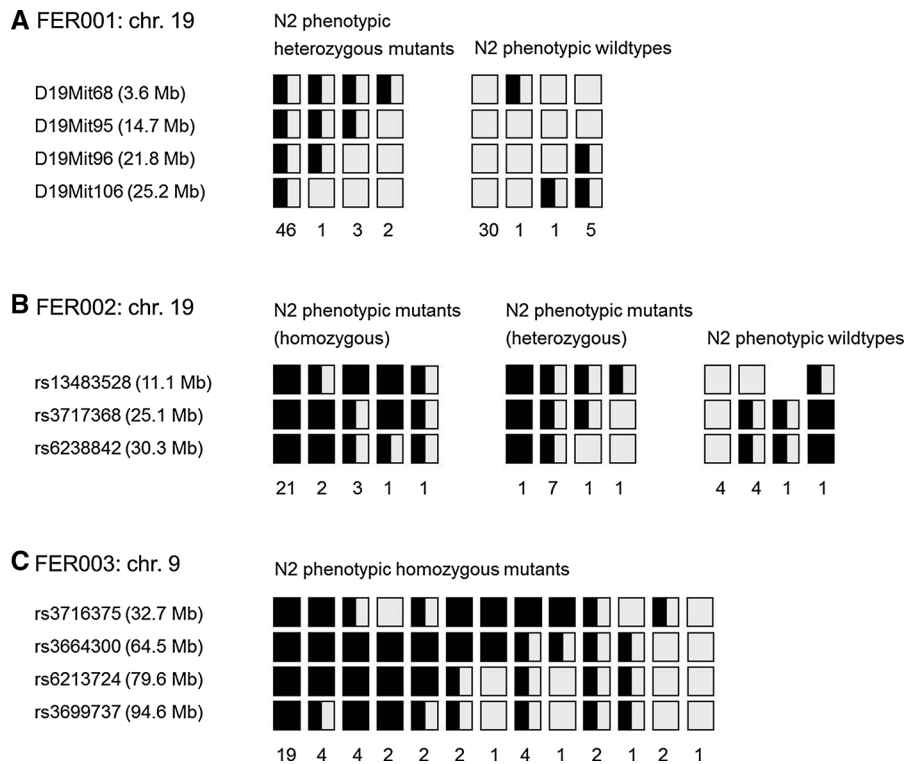 A FER001: chr. 19
N2 phenotypic
heterozygous mutants
N2 phenotypic wildtypes
D19Mit68 (3.6 Mb)
D19Mit95 (14.7 Mb)
D19Mit96 (21.8 Mb)
D19Mit106 (25.2 Mb)
46 1 3 2 30 1 1 5
B FER002: chr. 19
N2 phenotypic mutants
(homozygous)
N2 phenotypic mutants
(heterozygous)
N2 phenotypic wildtypes
rs13483528 (11.1 Mb)
rs3717368 (25.1 Mb)
rs6238842 (30.3 Mb)
21 2 3 1 1 1 7 1 1 4 4 1 1
C FER003: chr. 9
N2 phenotypic homozygous mutants
rs3716375 (32.7 Mb)
rs3664300 (64.5 Mb)
rs6213724 (79.6 Mb)
rs3699737 (94.6 Mb)
19 4 4 2 2 2 1 4 1 2 1 2 1